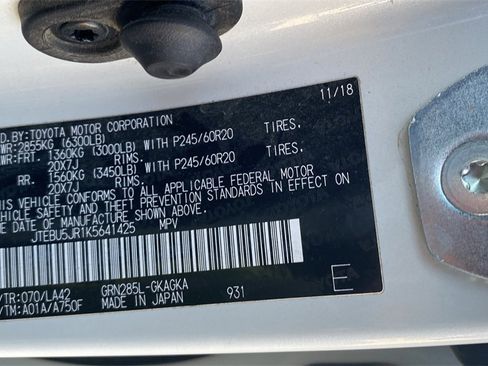 D.BY:TOYOTA MOTOR CORPORATION 11/18
WR:2855KG (6300LB)
WR:FRT. 1360KG (3000LB) WITH P245/60R20 TIRES.
20X7J RIMS.
RR. 1560KG (3450LB) WITH P245/60R20 TIRES.
20X7J RIMS.
HIS VEHICLE CONFORMS TO ALL APPLICABLE FEDERAL MOTOR
VEHICLE SAFETY AND THEFT PREVENTION STANDARDS IN EFFECT ON
HE DATE OF MANUFACTURE SHOWN ABOVE.
JTEBU5JR1K5641425 MPV
/TR:070/LA42 GRN285L-GKAGKA
/TM:A01A/A750F MADE IN JAPAN 931 E